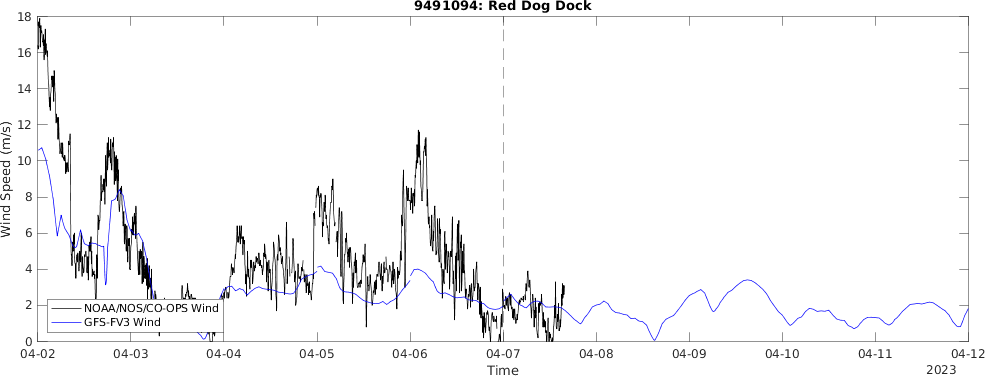 9491094: Red Dog Dock
Wind Speed (m/s)
18
16
14
12
10
8
6
4
2
0
NOAA/NOS/CO-OPS Wind
GFS-FV3 Wind
04-02 04-03 04-04 04-05 04-06 04-07 04-08 04-09 04-10 04-11 04-12
Time
2023